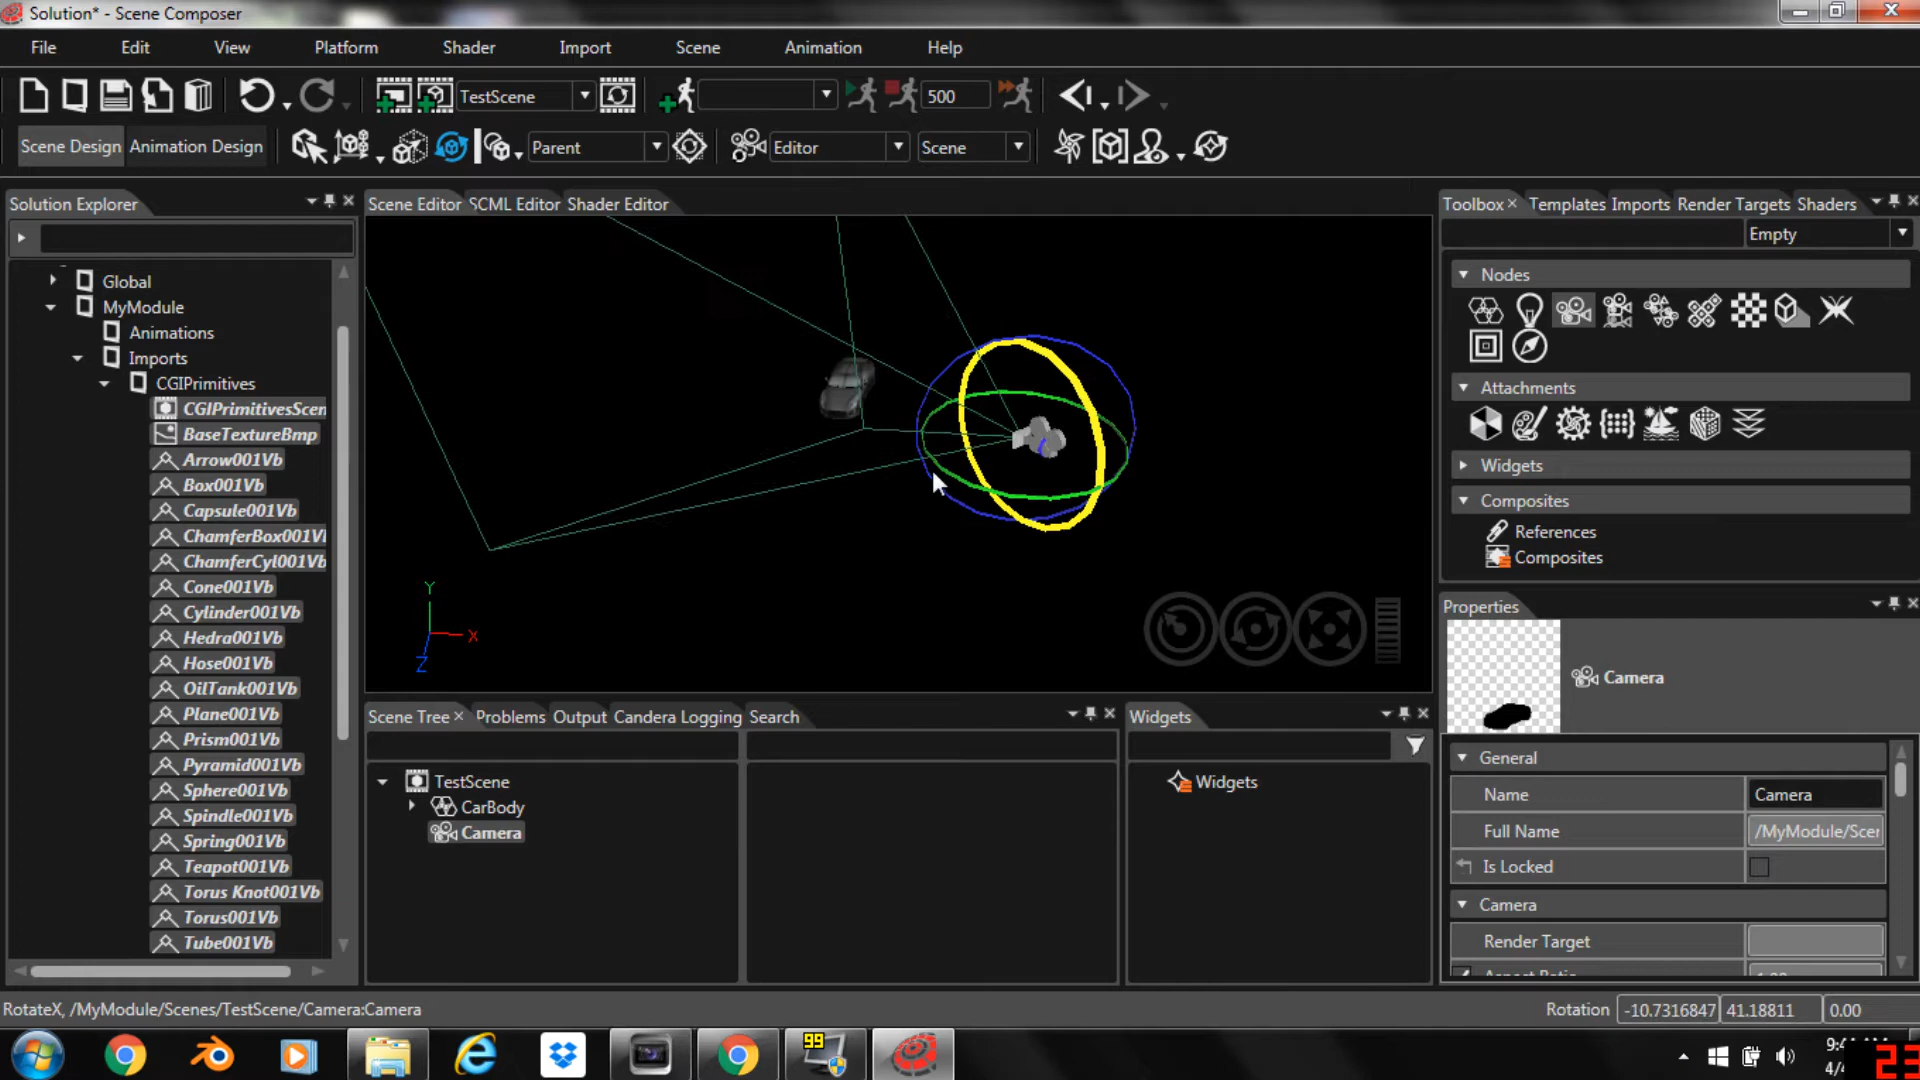 Solution* - Scene Composer
File Edit View Platform Shader Import Scene Animation Help
TestScene 500
Scene Design Animation Design Parent Editor Scene
Solution Explorer
Global
MyModule
Animations
Imports
CGIPrimitives
CGIPrimitivesScen
BaseTextureBmp
Arrow001Vb
Box001Vb
Capsule001Vb
ChamferBox001Vl
ChamferCyl001Vb
Cone001Vb
Cylinder001Vb
Hedra001Vb
Hose001Vb
OilTank001Vb
Plane001Vb
Prism001Vb
Pyramid001Vb
Sphere001Vb
Spindle001Vb
Spring001Vb
Teapot001Vb
Torus Knot001Vb
Torus001Vb
Tube001Vb
Scene Editor SCML Editor Shader Editor
Y
X
Z
Scene Tree Problems Output Candera Logging Search
TestScene
CarBody
Camera
Widgets
Widgets
Toolbox Templates Imports Render Targets Shaders
Empty
Nodes
Attachments
Widgets
Composites
References
Composites
Properties
Camera
General
Name Camera
Full Name /MyModule/Scer
Is Locked
Camera
Render Target
RotateX, /MyModule/Scenes/TestScene/Camera:Camera
Rotation -10.7316847 41.18811 0.00
99
23